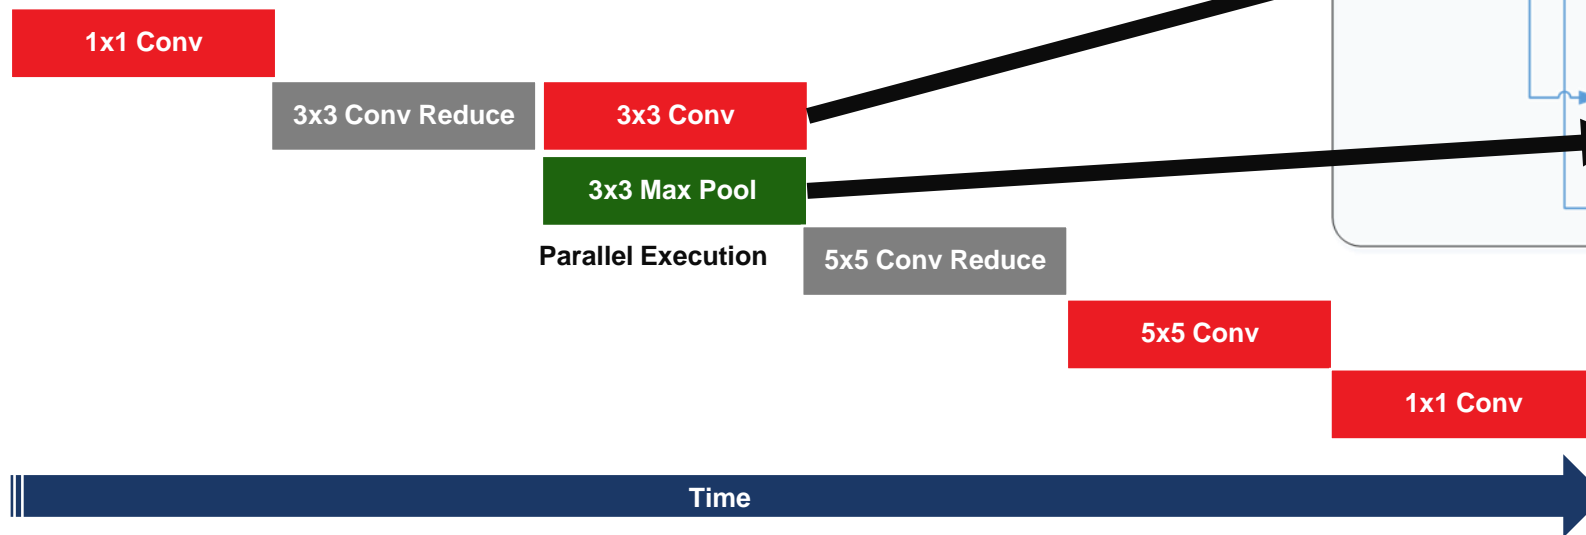 1x1 Conv
3x3 Conv Reduce
3x3 Conv
3x3 Max Pool
Parallel Execution
5x5 Conv Reduce
5x5 Conv
1x1 Conv
Time